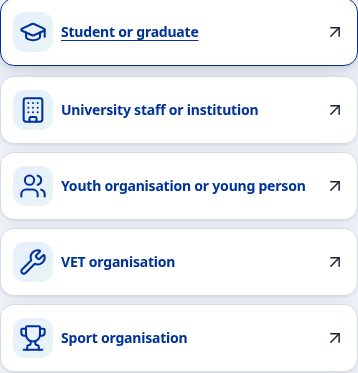 Student or graduate
University staff or institution
Youth organisation or young person
VET organisation
Sport organisation